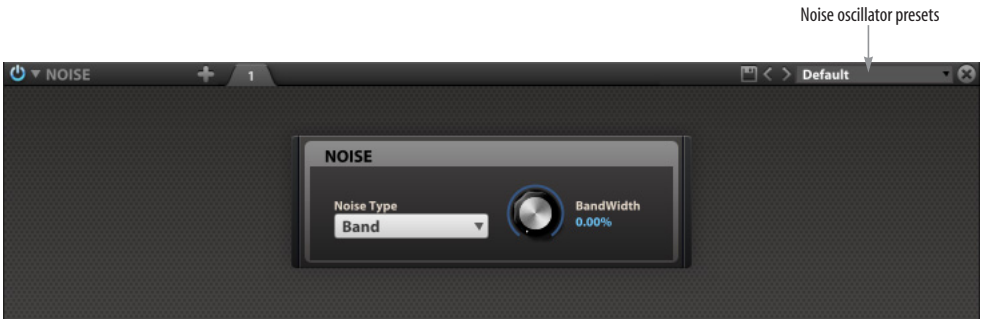 Noise oscillator presets
NOISE
1
Default
NOISE
Noise Type
Band
BandWidth
0.00%